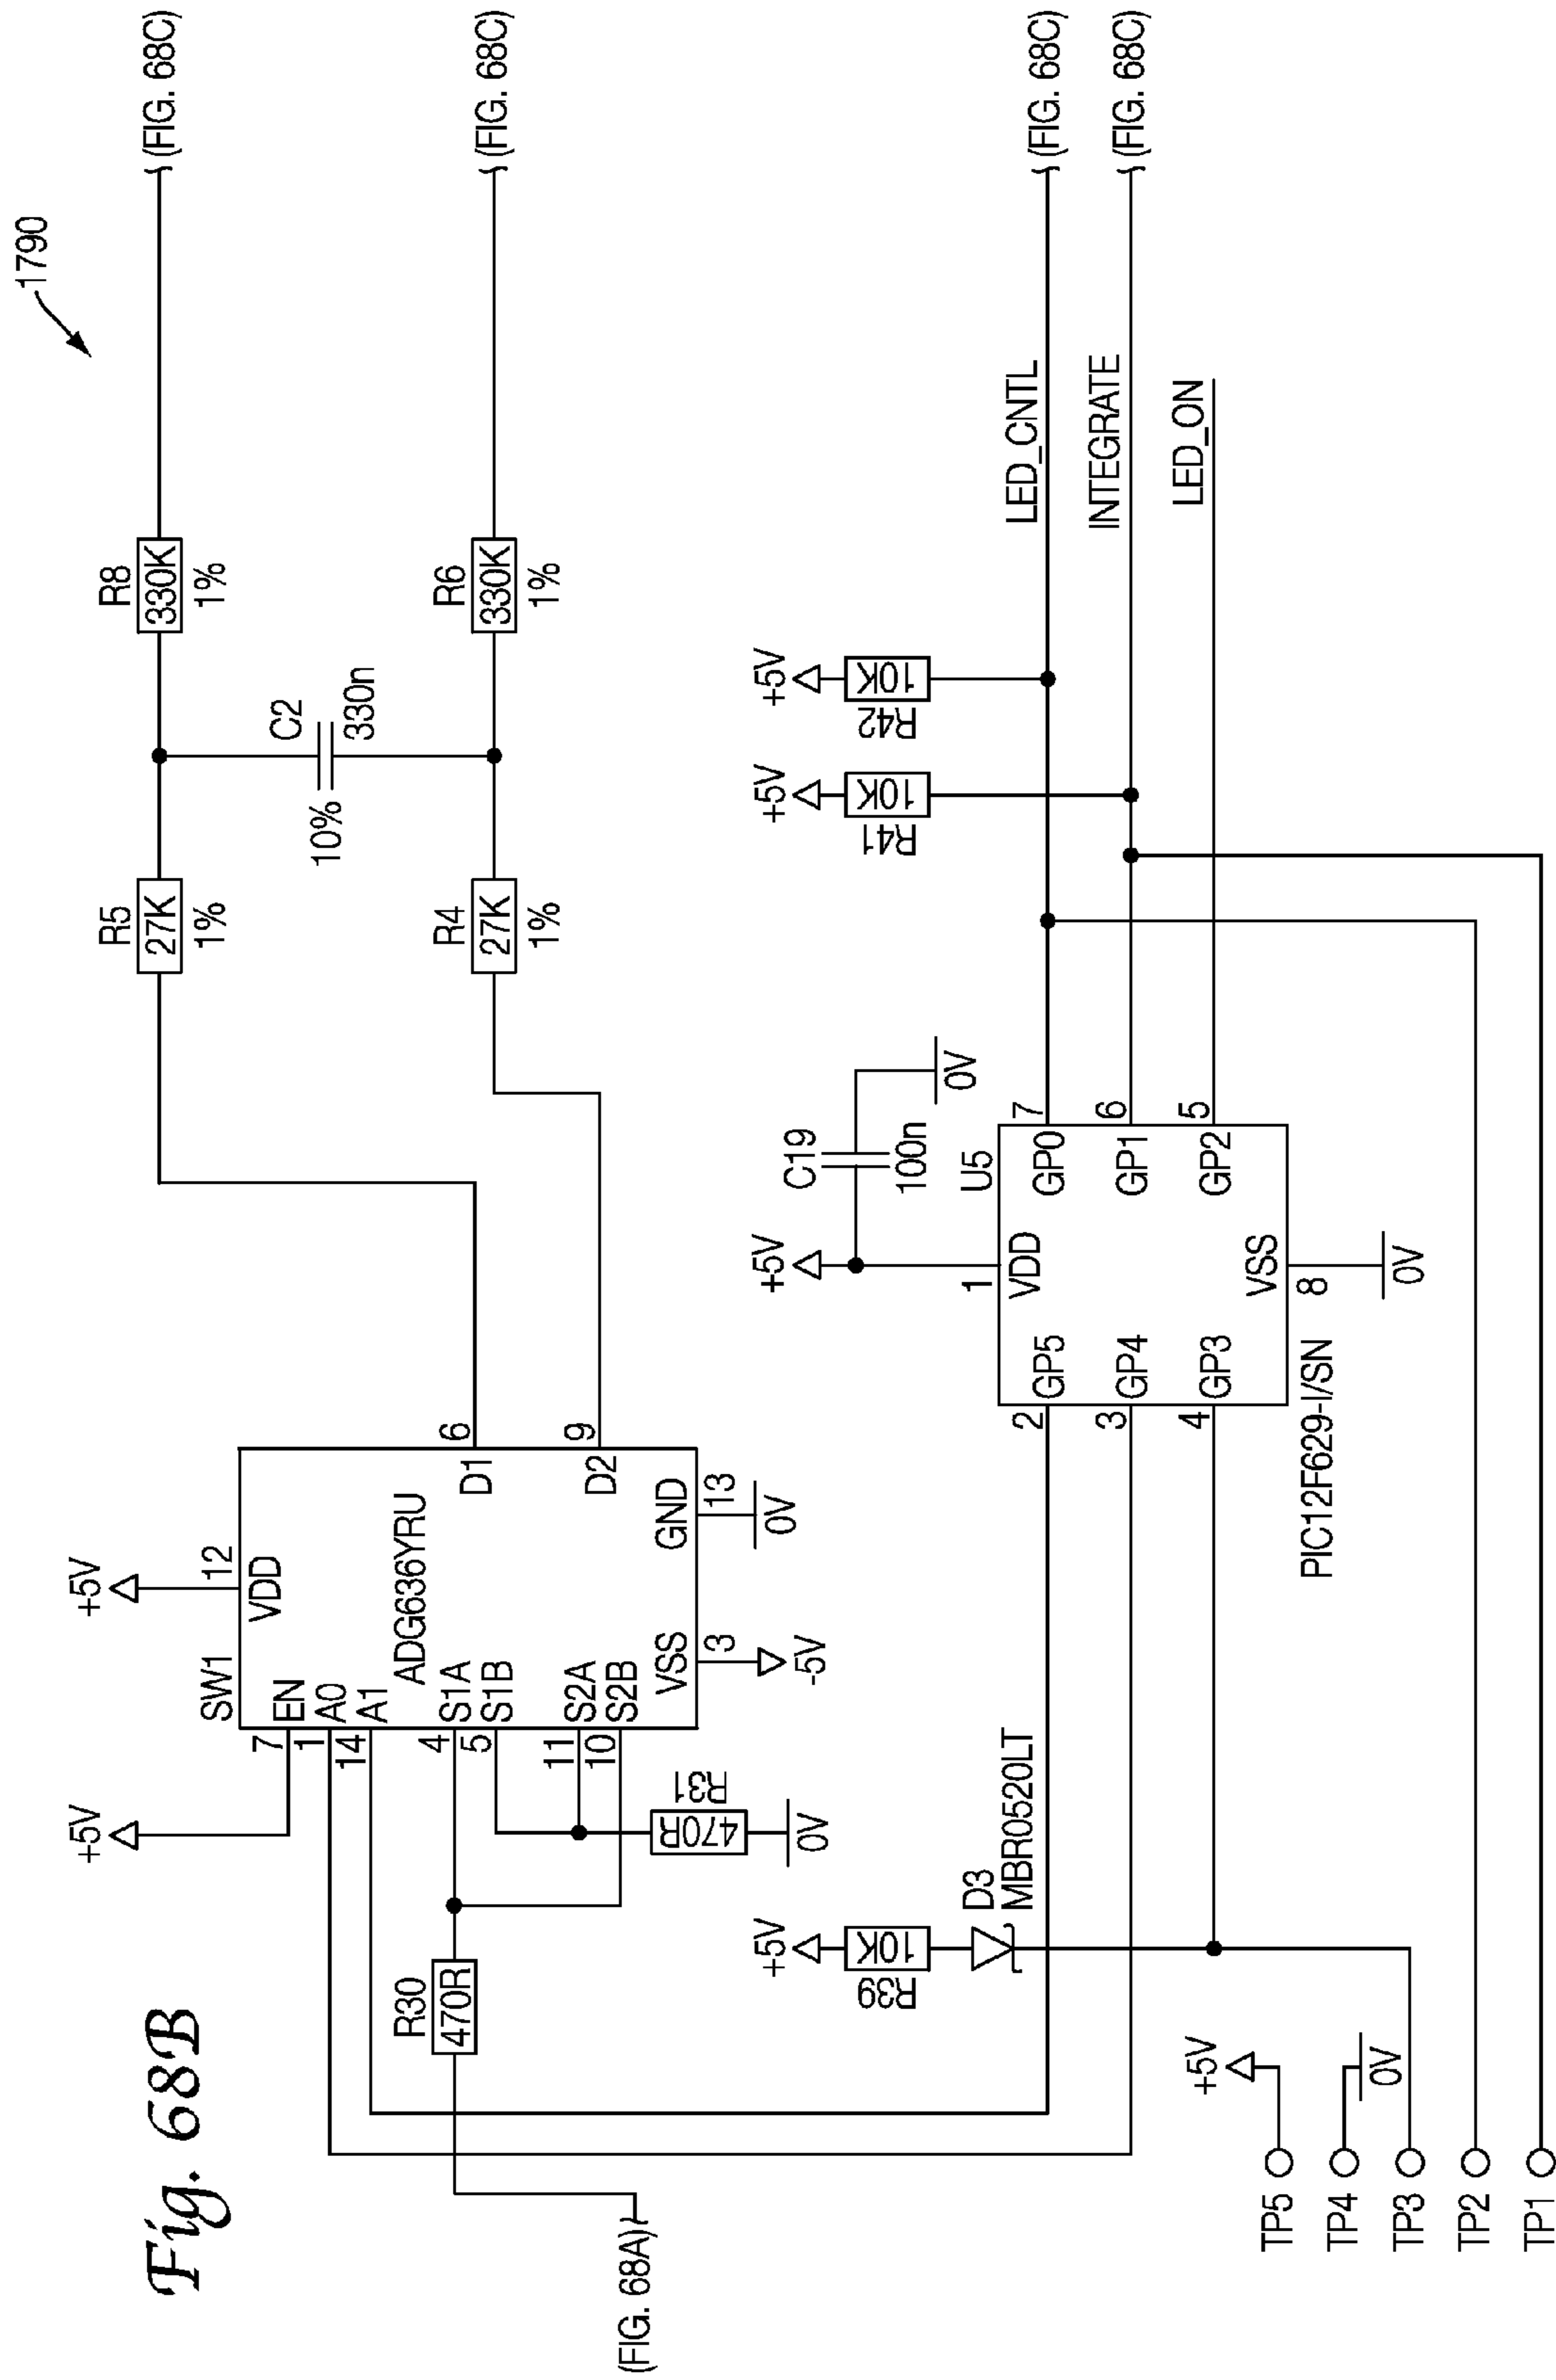 Fig. 68B
1790
+5V
+5V
SW1
12
VDD
7
EN
1
A0
14
A1
ADG636YRU
4
S1A
5
S1B
11
S2A
10
S2B
D1
6
D2
9
VSS
3
-5V
GND
13
0V
R30
470R
(FIG. 68A)
R31
470R
0V
R5
27K
1%
R8
330K
1%
(FIG. 68C)
C2
10%
330n
R4
27K
1%
R6
330K
1%
(FIG. 68C)
+5V
R39
10K
D3
MBR0520LT
+5V
C19
100n
0V
U5
1
VDD
2
GP5
3
GP4
4
GP3
GP0
7
GP1
6
GP2
5
VSS
8
0V
PIC12F629-I/SN
+5V
R41
10K
+5V
R42
10K
LED_CNTL
(FIG. 68C)
INTEGRATE
(FIG. 68C)
LED_ON
+5V
TP5
0V
TP4
TP3
TP2
TP1